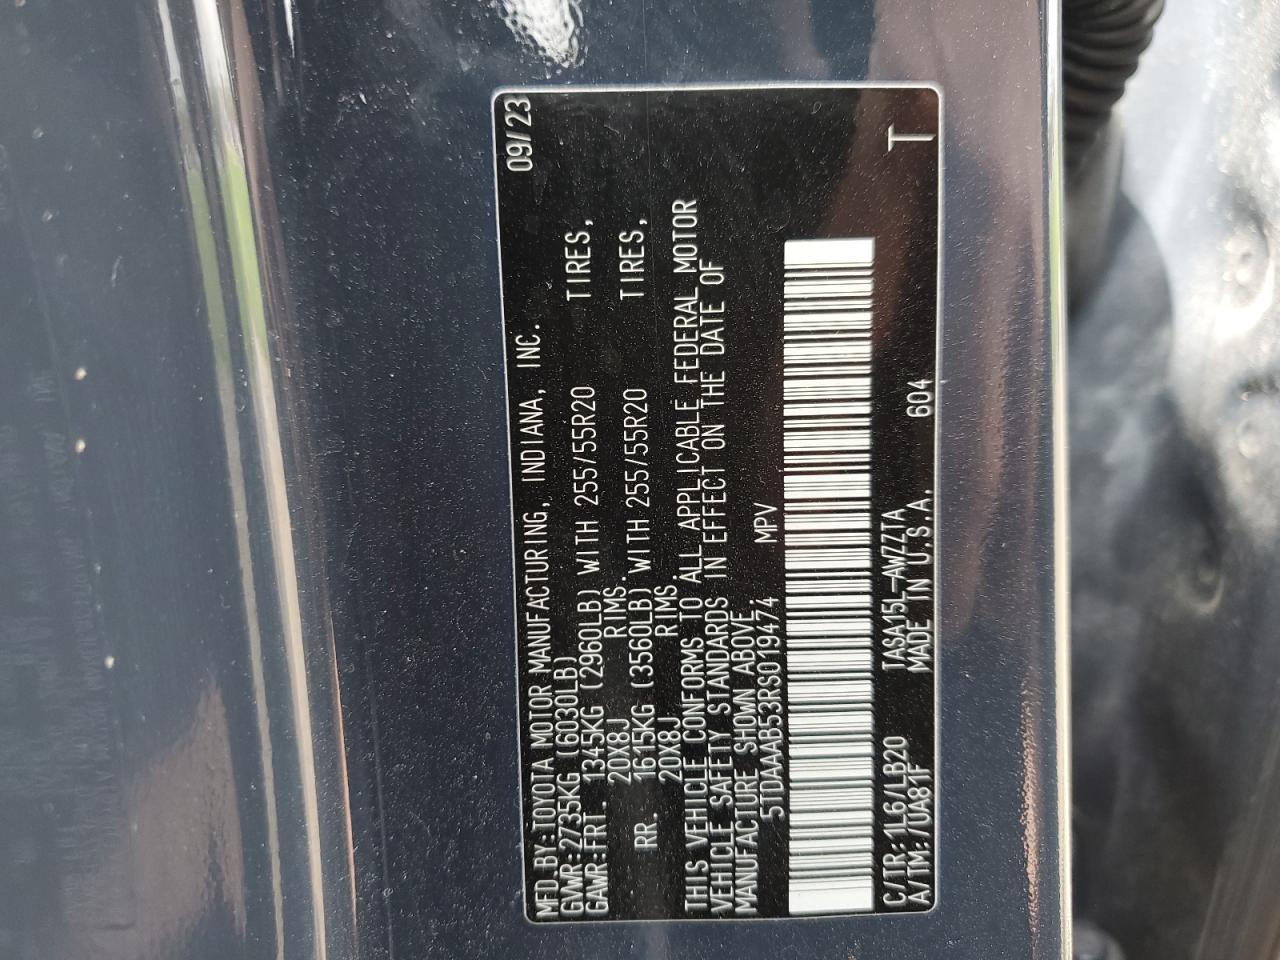 MFD.BY:TOYOTA MOTOR MANUFACTURING, INDIANA, INC. 09/23
GVWR:2735KG (6030LB)
GAWR:FRT. 1345KG (2960LB) WITH 255/55R20 TIRES,
20X8J RIMS.
RR. 1615KG (3560LB) WITH 255/55R20 TIRES,
20X8J RIMS.
THIS VEHICLE CONFORMS TO ALL APPLICABLE FEDERAL MOTOR
VEHICLE SAFETY STANDARDS IN EFFECT ON THE DATE OF
MANUFACTURE SHOWN ABOVE.
5TDAAAB53RS019474 MPV
C/TR:1L6/LB20 TASA15L-AWZZTA
A/TM:/UA81F MADE IN U.S.A. 604 T